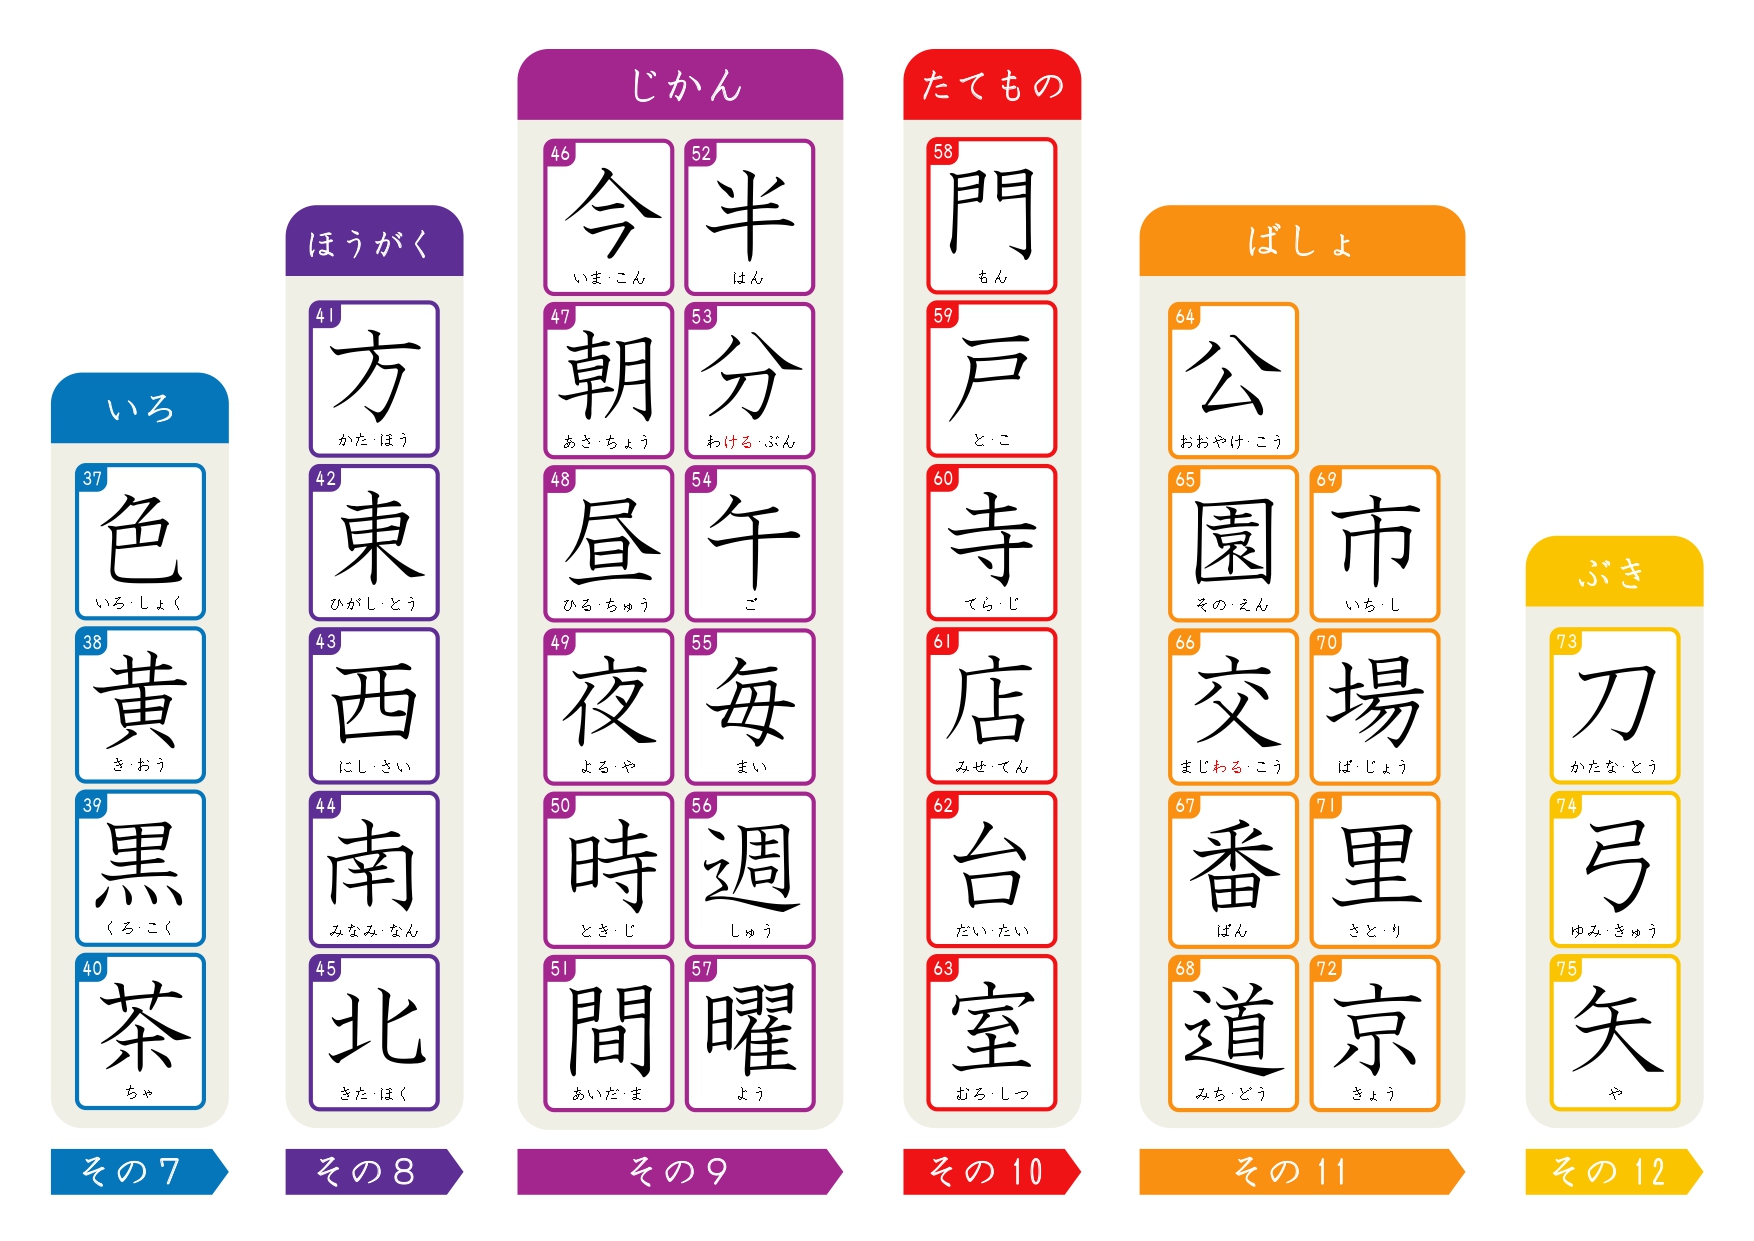 いろ
37
色
いろ・しょく
38
黄
き・おう
39
黒
くろ・こく
40
茶
ちゃ
その7
ほうがく
41
方
かた・ほう
42
東
ひがし・とう
43
西
にし・さい
44
南
みなみ・なん
45
北
きた・ほく
その8
じかん
46
今
いま・こん
47
朝
あさ・ちょう
48
昼
ひる・ちゅう
49
夜
よる・や
50
時
とき・じ
51
間
あいだ・ま
52
半
はん
53
分
わける・ぶん
54
午
ご
55
毎
まい
56
週
しゅう
57
曜
よう
その9
たてもの
58
門
もん
59
戸
と・こ
60
寺
てら・じ
61
店
みせ・てん
62
台
だい・たい
63
室
むろ・しつ
その10
ばしょ
64
公
おおやけ・こう
65
園
その・えん
66
交
まじわる・こう
67
番
ばん
68
道
みち・どう
69
市
いち・し
70
場
ば・じょう
71
里
さと・り
72
京
きょう
その11
ぶき
73
刀
かたな・とう
74
弓
ゆみ・きゅう
75
矢
や
その12